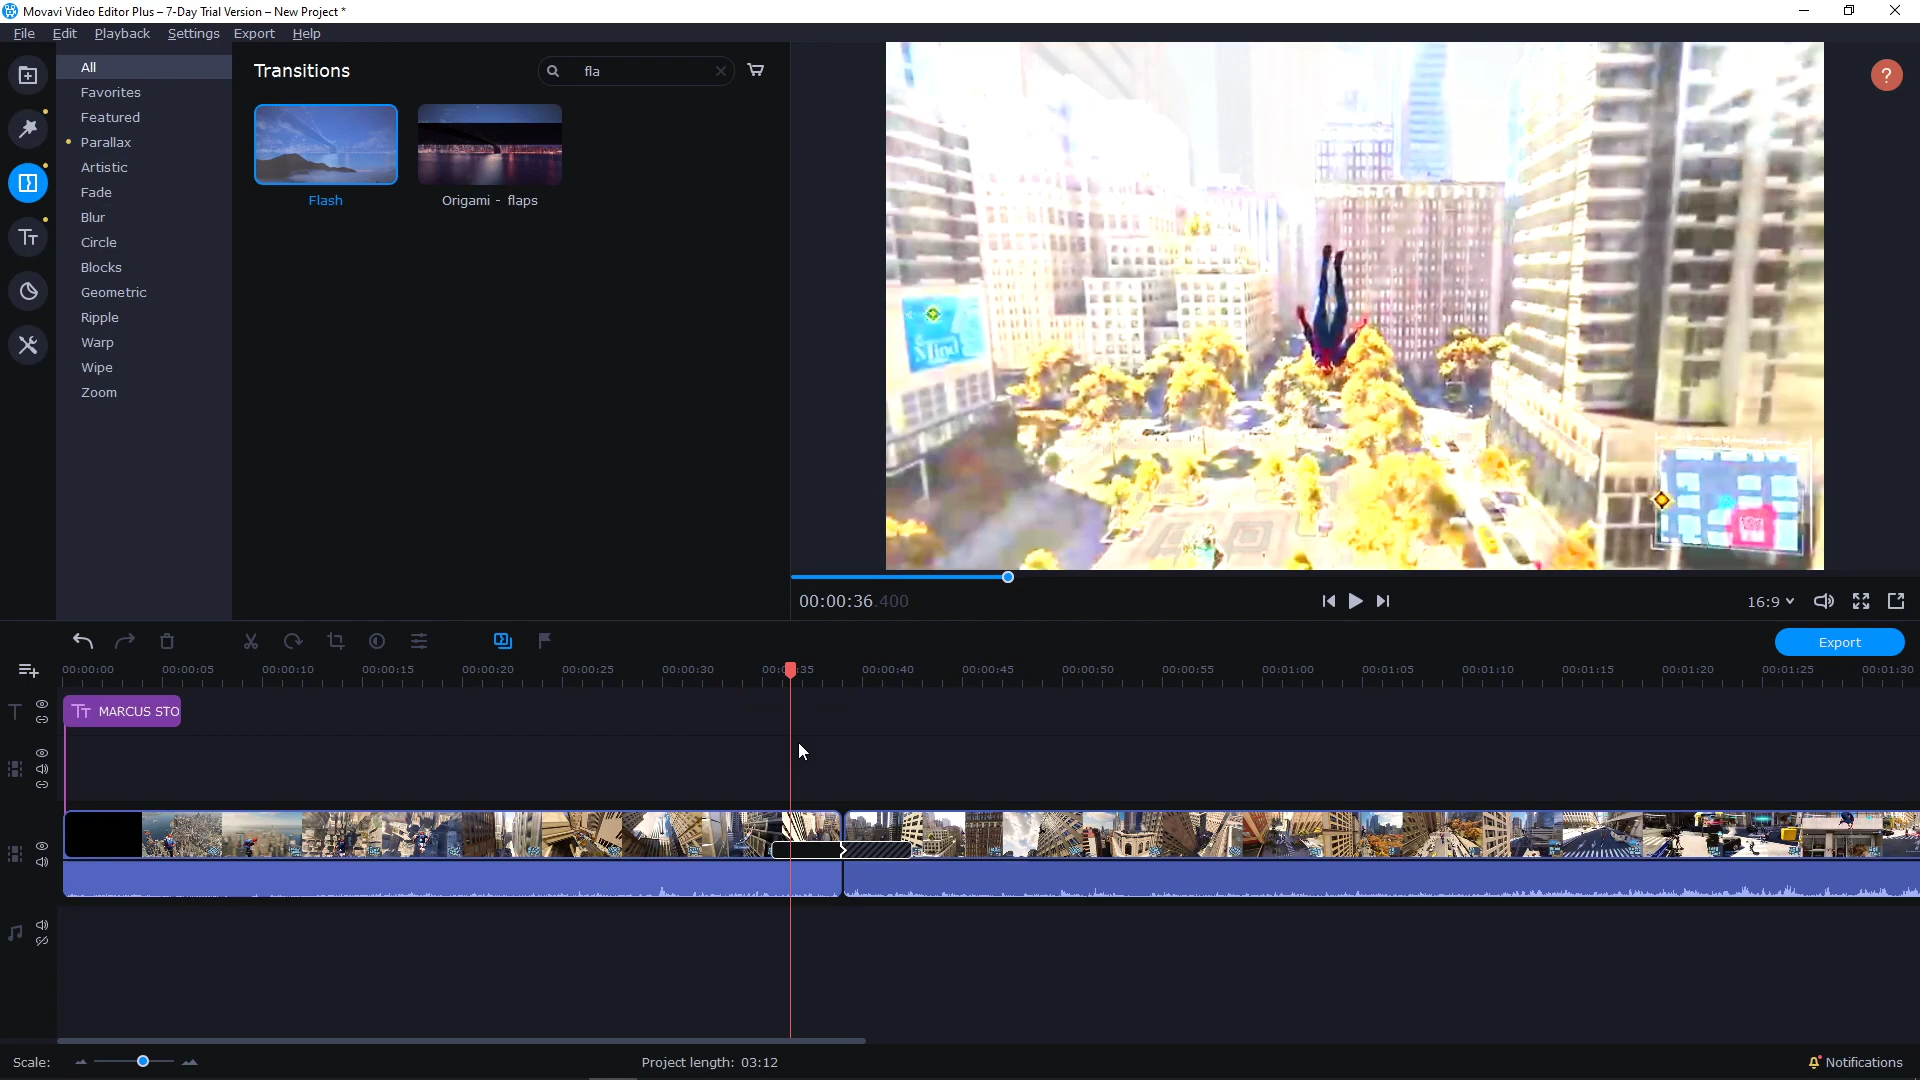 Movavi Video Editor Plus – 7-Day Trial Version – New Project *
File Edit Playback Settings Export Help
All
Favorites
Featured
Parallax
Artistic
Fade
Blur
Circle
Blocks
Geometric
Ripple
Warp
Wipe
Zoom
Transitions
fla
Flash
Origami - flaps
?
Mind
00:00:36.400
16:9
Export
00:00:00 00:00:05 00:00:10 00:00:15 00:00:20 00:00:25 00:00:30 00:00:35 00:00:40 00:00:45 00:00:50 00:00:55 00:01:00 00:01:05 00:01:10 00:01:15 00:01:20 00:01:25 00:01:30
MARCUS STO
Scale:
Project length: 03:12
Notifications